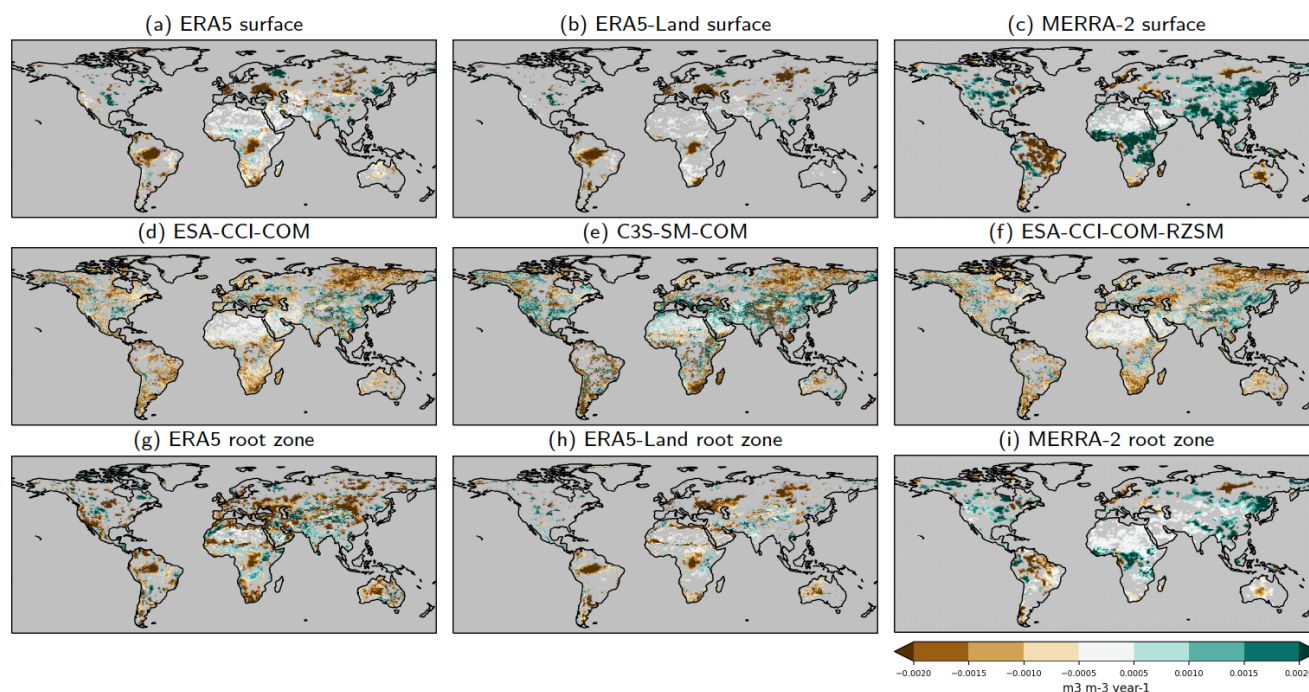 (a) ERA5 surface
(b) ERA5-Land surface
(c) MERRA-2 surface
(d) ESA-CCI-COM
(e) C3S-SM-COM
(f) ESA-CCI-COM-RZSM
(g) ERA5 root zone
(h) ERA5-Land root zone
(i) MERRA-2 root zone
−0.0020 −0.0015 −0.0010 −0.0005 0.0005 0.0010 0.0015 0.0020
m3 m-3 year-1